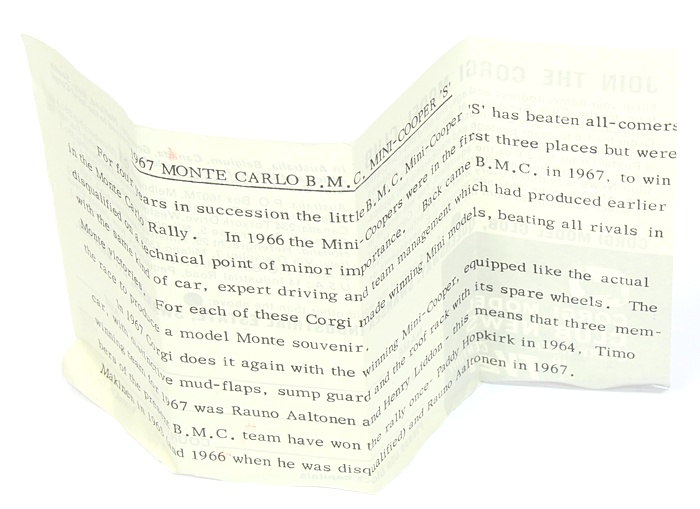 1967 MONTE CARLO B.M.C. MINI-COOPER 'S'
For four years in succession the little B.M.C. Mini-Cooper 'S' has beaten all-comers
in the Monte Carlo Rally. In 1966 the Mini-Coopers were in the first three places but were
disqualified on a technical point of minor importance. Back came B.M.C. in 1967, to win
with the same kind of car, expert driving and team management which had produced earlier
Monte victories. For each of these Corgi made winning Mini models, beating all rivals in
the race to produce a model Monte souvenir.
In 1967 Corgi does it again with the winning Mini-Cooper, equipped like the actual
car, with distinctive mud-flaps, sump guard and the roof rack with its spare wheels. The
winning team for 1967 was Rauno Aaltonen and Henry Liddon - this means that three mem-
bers of the present B.M.C. team have won the rally once- Paddy Hopkirk in 1964, Timo
Makinen in 1965 and 1966 when he was disqualified) and Rauno Aaltonen in 1967.